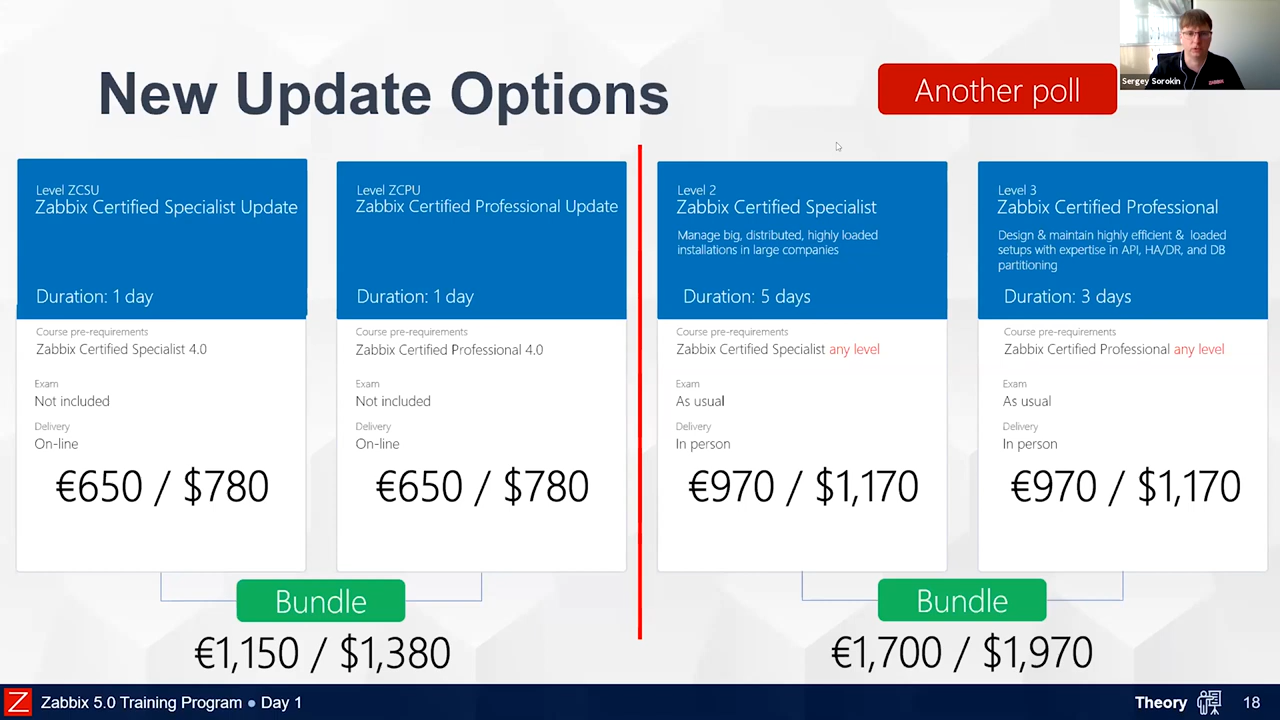 New Update Options
Another poll
Sergey Sorokin
Level ZCSU
Zabbix Certified Specialist Update
Duration: 1 day
Course pre-requirements
Zabbix Certified Specialist 4.0
Exam
Not included
Delivery
On-line
€650 / $780
Level ZCPU
Zabbix Certified Professional Update
Duration: 1 day
Course pre-requirements
Zabbix Certified Professional 4.0
Exam
Not included
Delivery
On-line
€650 / $780
Bundle
€1,150 / $1,380
Level 2
Zabbix Certified Specialist
Manage big, distributed, highly loaded
installations in large companies
Duration: 5 days
Course pre-requirements
Zabbix Certified Specialist any level
Exam
As usual
Delivery
In person
€970 / $1,170
Level 3
Zabbix Certified Professional
Design & maintain highly efficient & loaded
setups with expertise in API, HA/DR, and DB
partitioning
Duration: 3 days
Course pre-requirements
Zabbix Certified Professional any level
Exam
As usual
Delivery
In person
€970 / $1,170
Bundle
€1,700 / $1,970
Z Zabbix 5.0 Training Program • Day 1
Theory 18